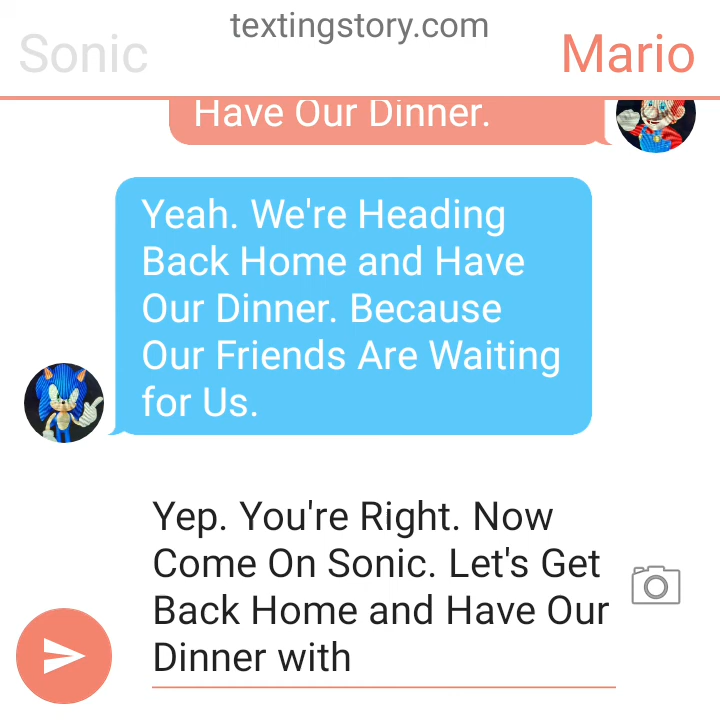 textingstory.com
Sonic
Mario
Have Our Dinner.
Yeah. We're Heading
Back Home and Have
Our Dinner. Because
Our Friends Are Waiting
for Us.
Yep. You're Right. Now
Come On Sonic. Let's Get
Back Home and Have Our
Dinner with